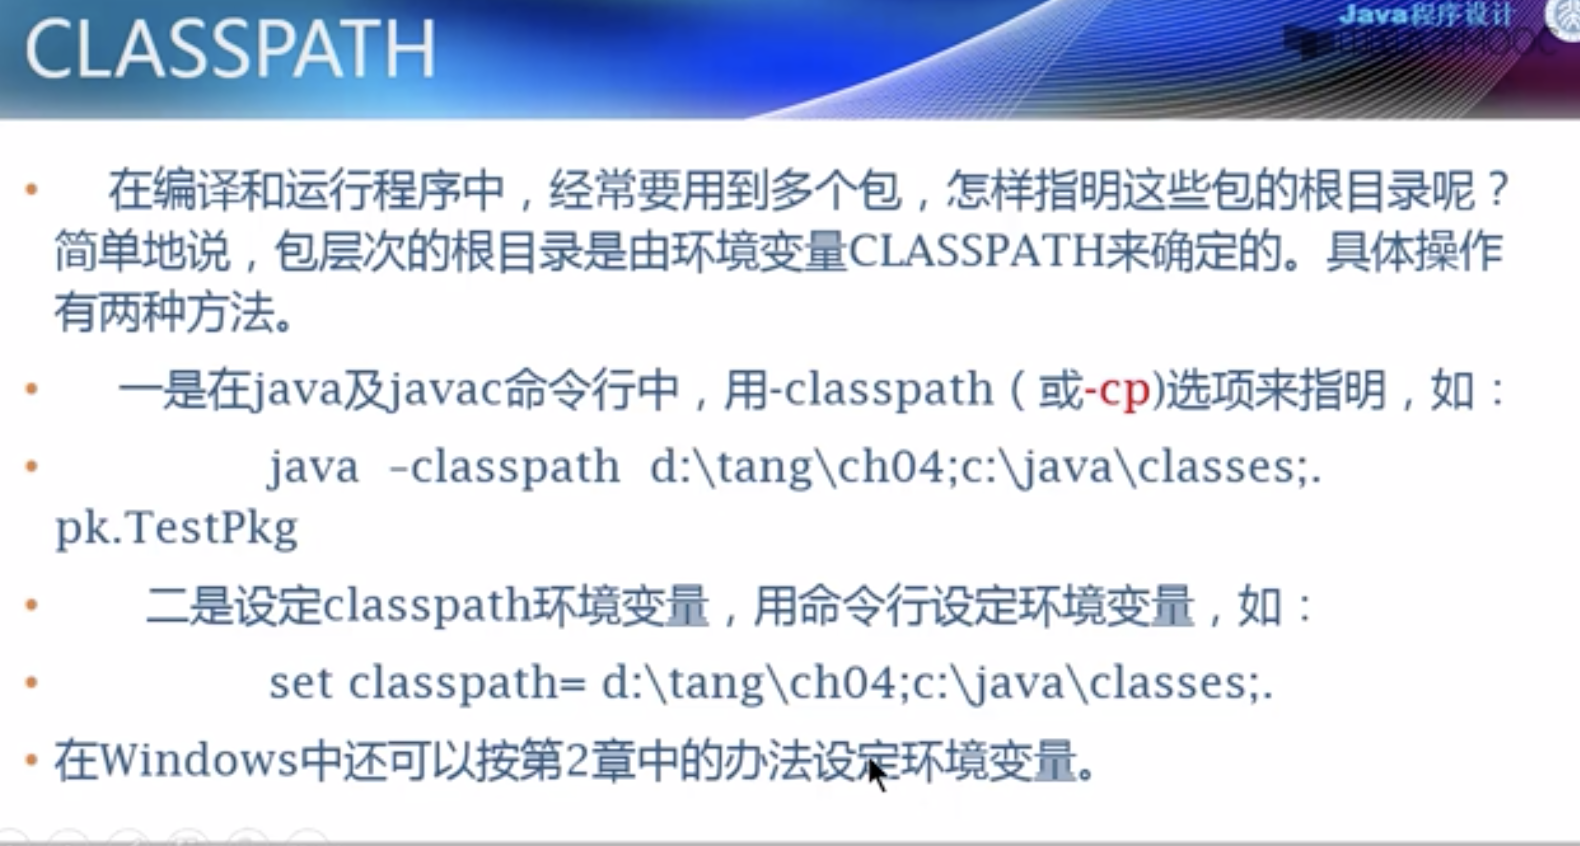 CLASSPATH
Java程序设计
在编译和运行程序中，经常要用到多个包，怎样指明这些包的根目录呢？
简单地说，包层次的根目录是由环境变量CLASSPATH来确定的。具体操作
有两种方法。
一是在java及javac命令行中，用-classpath（或-cp)选项来指明，如：
java –classpath d:\tang\ch04;c:\java\classes;.
pk.TestPkg
二是设定classpath环境变量，用命令行设定环境变量，如：
set classpath= d:\tang\ch04;c:\java\classes;.
在Windows中还可以按第2章中的办法设定环境变量。